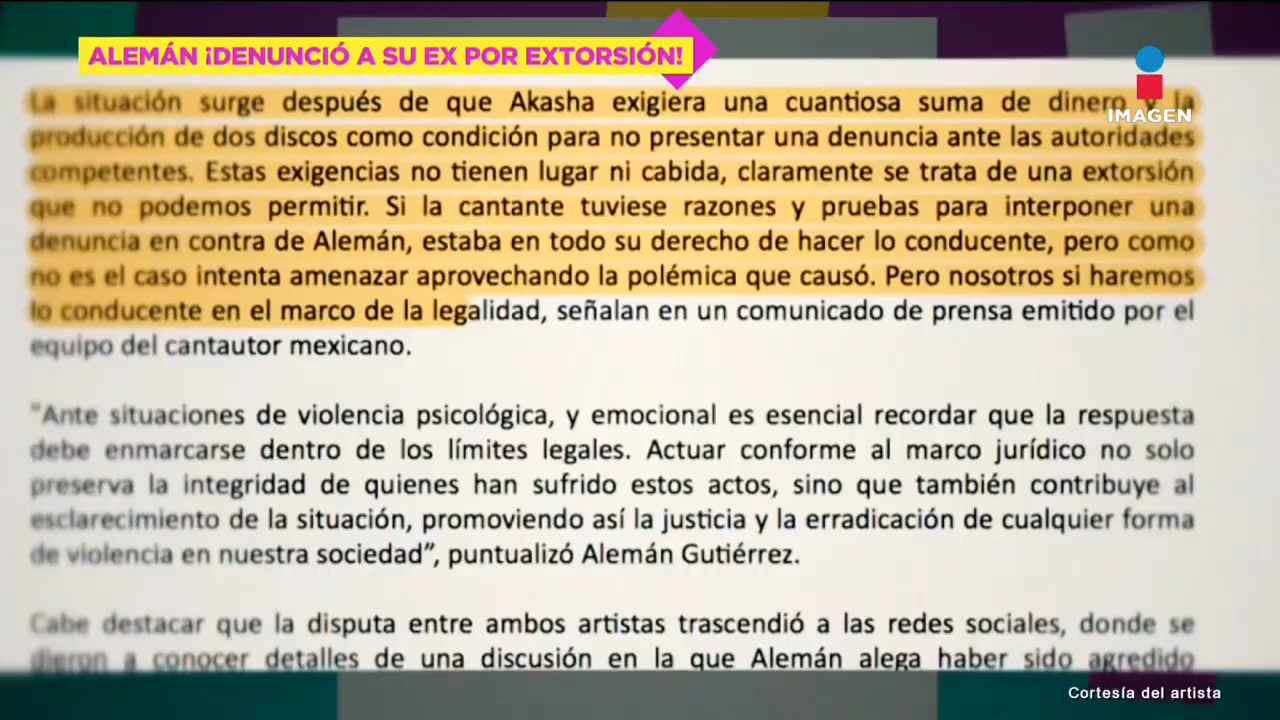 ALEMÁN ¡DENUNCIÓ A SU EX POR EXTORSIÓN!
IMAGEN
La situación surge después de que Akasha exigiera una cuantiosa suma de dinero y la
producción de dos discos como condición para no presentar una denuncia ante las autoridades
competentes. Estas exigencias no tienen lugar ni cabida, claramente se trata de una extorsión
que no podemos permitir. Si la cantante tuviese razones y pruebas para interponer una
denuncia en contra de Alemán, estaba en todo su derecho de hacer lo conducente, pero como
no es el caso intenta amenazar aprovechando la polémica que causó. Pero nosotros si haremos
lo conducente en el marco de la legalidad, señalan en un comunicado de prensa emitido por el
equipo del cantautor mexicano.
"Ante situaciones de violencia psicológica, y emocional es esencial recordar que la respuesta
debe enmarcarse dentro de los límites legales. Actuar conforme al marco jurídico no solo
preserva la integridad de quienes han sufrido estos actos, sino que también contribuye al
esclarecimiento de la situación, promoviendo así la justicia y la erradicación de cualquier forma
de violencia en nuestra sociedad”, puntualizó Alemán Gutiérrez.
Cabe destacar que la disputa entre ambos artistas trascendió a las redes sociales, donde se
dieron a conocer detalles de una discusión en la que Alemán alega haber sido agredido
Cortesía del artista